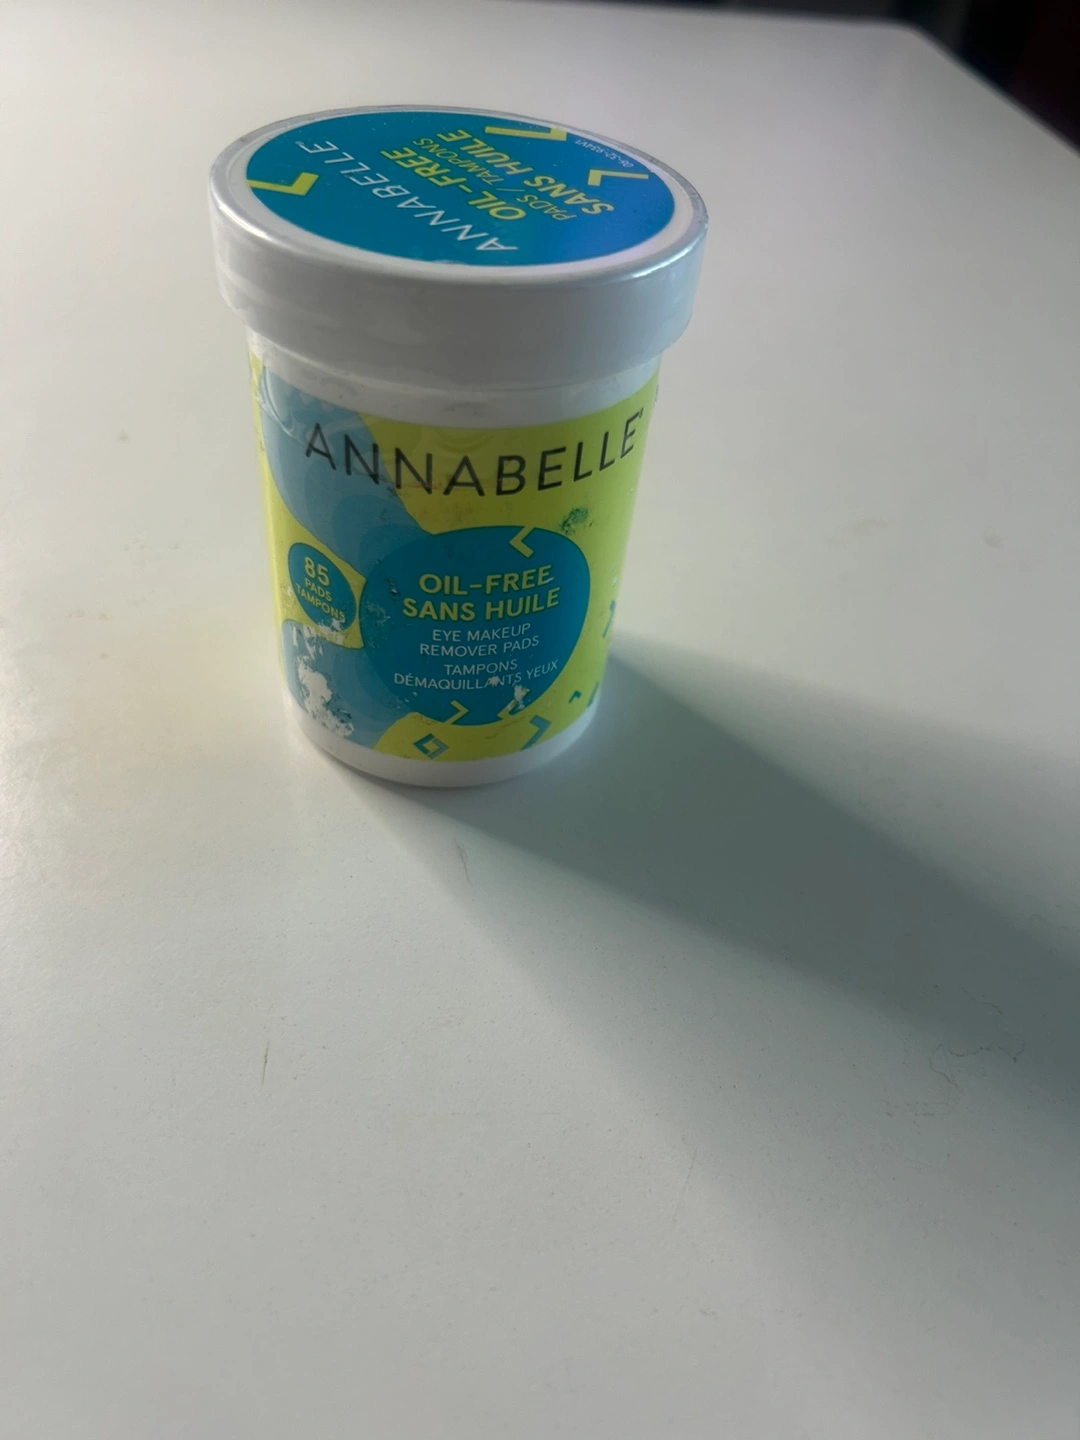 ANNABELLE
OIL-FREE
PADS / TAMPONS
SANS HUILE
ANNABELLE
85
PADS
TAMPONS
OIL-FREE
SANS HUILE
EYE MAKEUP
REMOVER PADS
TAMPONS
DÉMAQUILLANTS YEUX